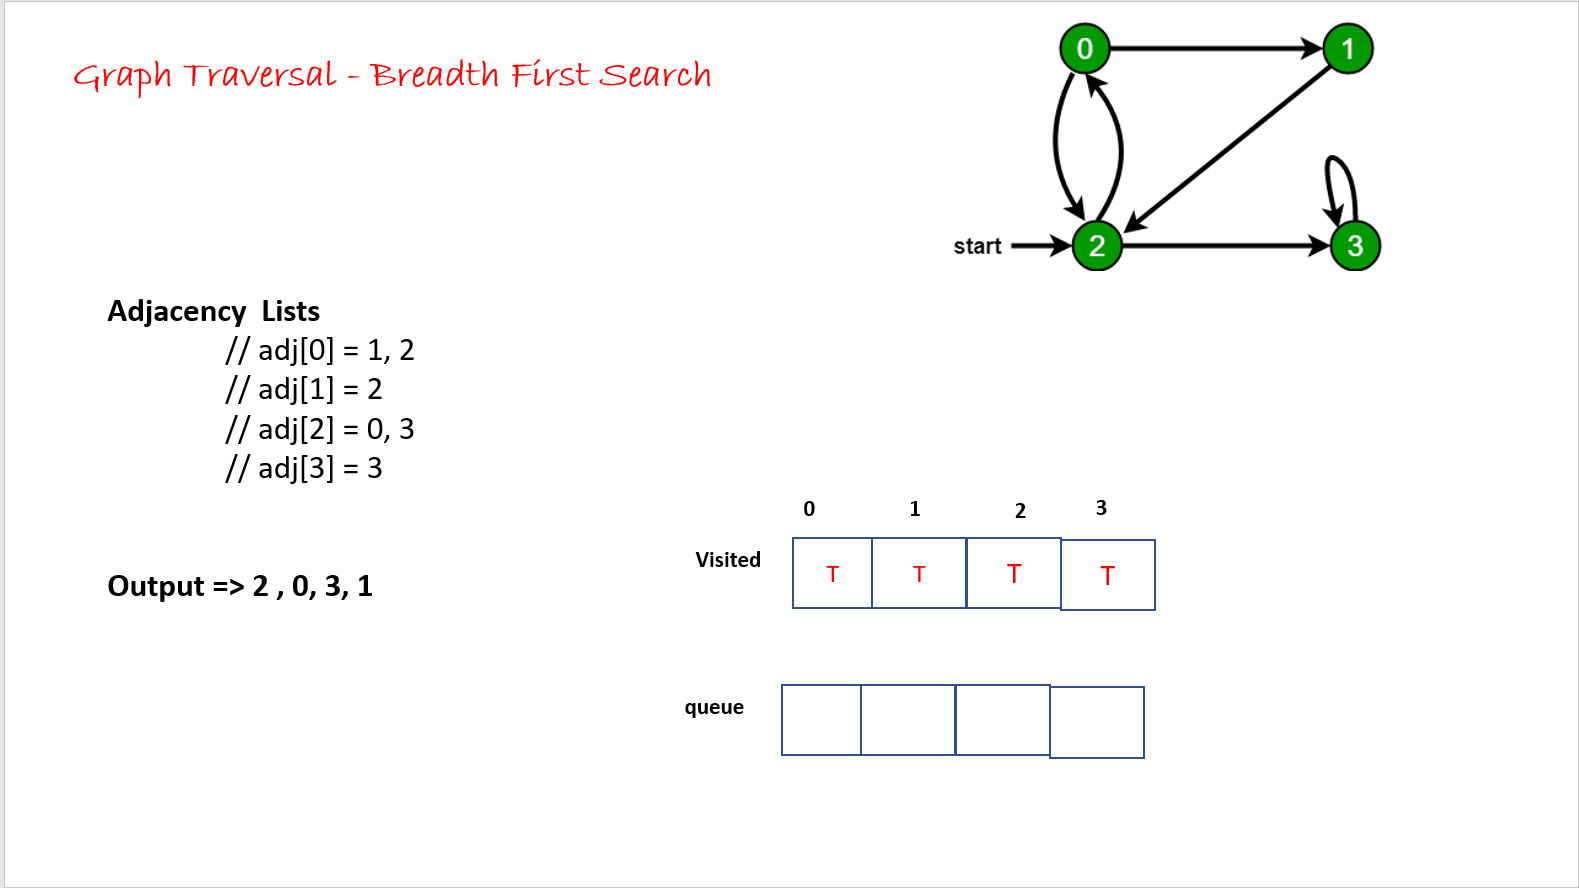 Graph Traversal - Breadth First Search
0
1
start
2
3
Adjacency Lists
// adj[0] = 1, 2
// adj[1] = 2
// adj[2] = 0, 3
// adj[3] = 3
Output => 2 , 0, 3, 1
0 1 2 3
Visited T T T T
queue